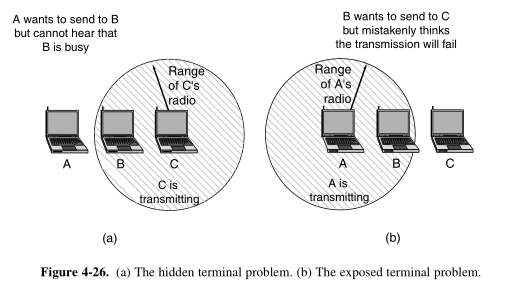 A wants to send to B
but cannot hear that
B is busy
B wants to send to C
but mistakenly thinks
the transmission will fail
Range
of C's
radio
A
B
C
C is
transmitting
(a)
Range
of A's
radio
A
B
C
A is
transmitting
(b)
Figure 4-26. (a) The hidden terminal problem. (b) The exposed terminal problem.